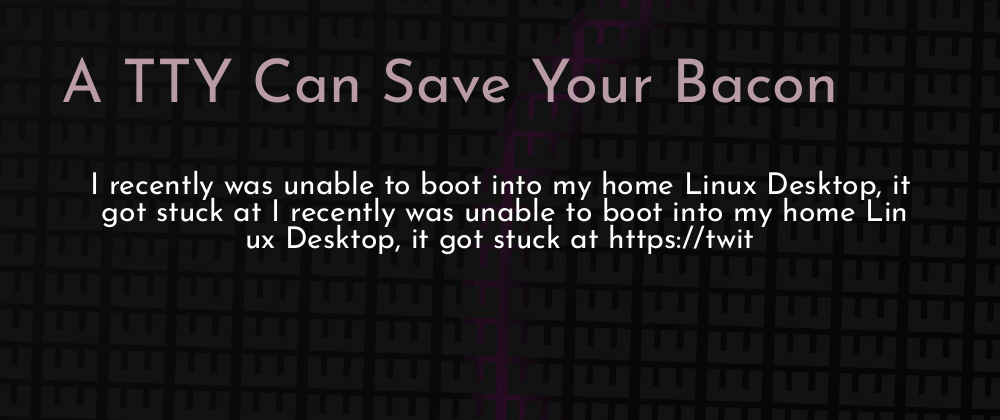 A TTY Can Save Your Bacon
I recently was unable to boot into my home Linux Desktop, it
got stuck at I recently was unable to boot into my home Lin
ux Desktop, it got stuck at https://twit